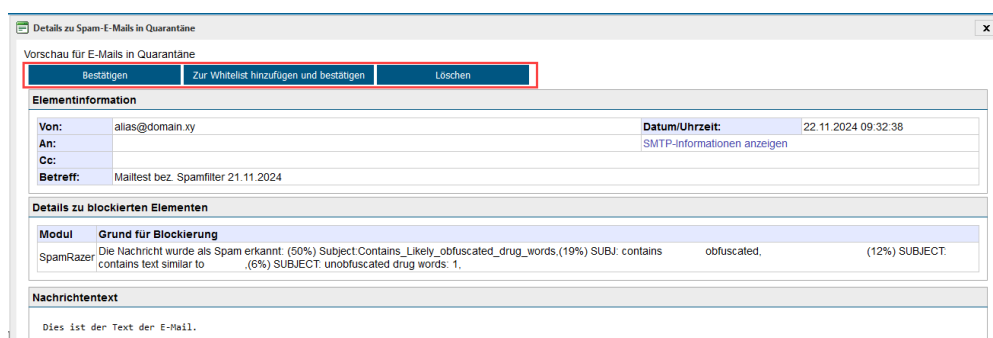 Details zu Spam-E-Mails in Quarantäne x
Vorschau für E-Mails in Quarantäne
Bestätigen Zur Whitelist hinzufügen und bestätigen Löschen
Elementinformation
Von: alias@domain.xy Datum/Uhrzeit: 22.11.2024 09:32:38
An: SMTP-Informationen anzeigen
Cc:
Betreff: Mailtest bez. Spamfilter 21.11.2024
Details zu blockierten Elementen
Modul Grund für Blockierung
SpamRazer Die Nachricht wurde als Spam erkannt: (50%) Subject:Contains_Likely_obfuscated_drug_words,(19%) SUBJ: contains obfuscated, (12%) SUBJECT:
contains text similar to ,(6%) SUBJECT: unobfuscated drug words: 1,
Nachrichtentext
Dies ist der Text der E-Mail.